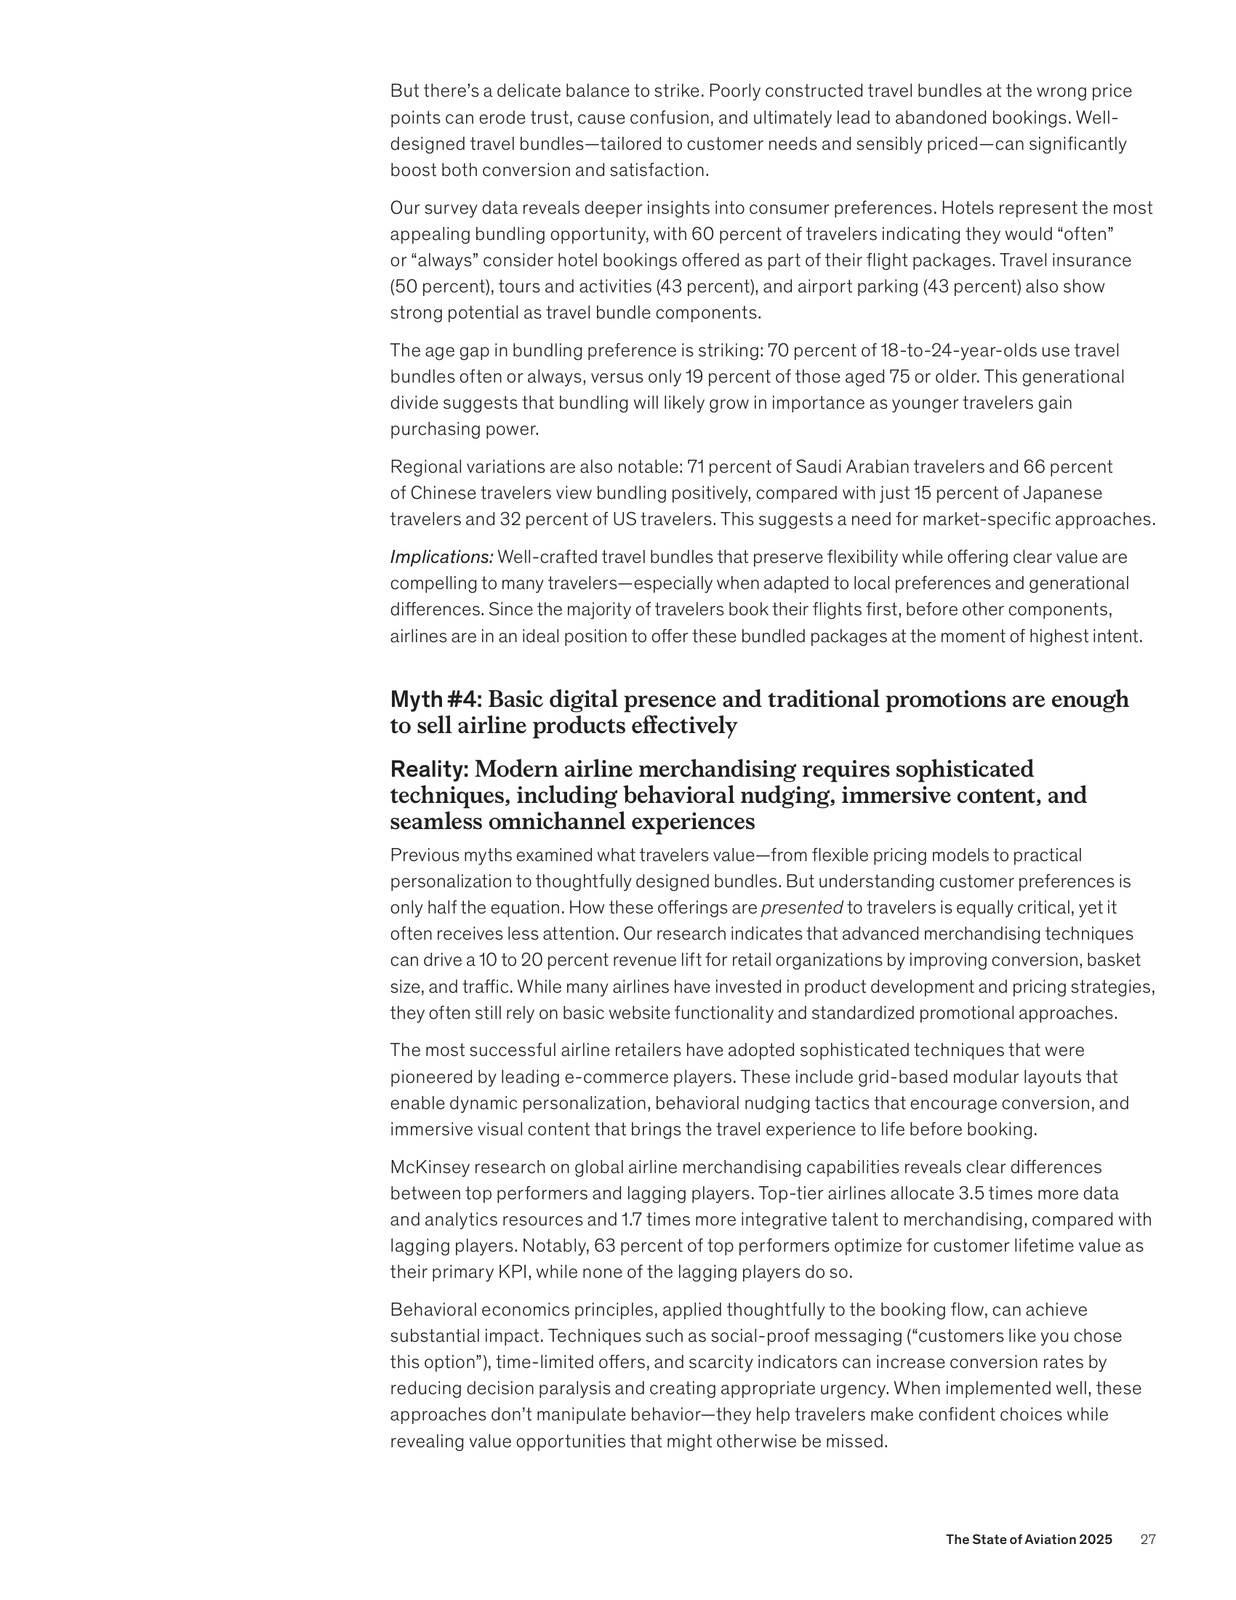 But there’s a delicate balance to strike. Poorly constructed travel bundles at the wrong price
points can erode trust, cause confusion, and ultimately lead to abandoned bookings. Well-
designed travel bundles—tailored to customer needs and sensibly priced—can significantly
boost both conversion and satisfaction.
Our survey data reveals deeper insights into consumer preferences. Hotels represent the most
appealing bundling opportunity, with 60 percent of travelers indicating they would “often”
or “always” consider hotel bookings offered as part of their flight packages. Travel insurance
(50 percent), tours and activities (43 percent), and airport parking (43 percent) also show
strong potential as travel bundle components.
The age gap in bundling preference is striking: 70 percent of 18-to-24-year-olds use travel
bundles often or always, versus only 19 percent of those aged 75 or older. This generational
divide suggests that bundling will likely grow in importance as younger travelers gain
purchasing power.
Regional variations are also notable: 71 percent of Saudi Arabian travelers and 66 percent
of Chinese travelers view bundling positively, compared with just 15 percent of Japanese
travelers and 32 percent of US travelers. This suggests a need for market-specific approaches.
Implications: Well-crafted travel bundles that preserve flexibility while offering clear value are
compelling to many travelers—especially when adapted to local preferences and generational
differences. Since the majority of travelers book their flights first, before other components,
airlines are in an ideal position to offer these bundled packages at the moment of highest intent.
Myth #4: Basic digital presence and traditional promotions are enough
to sell airline products effectively
Reality: Modern airline merchandising requires sophisticated
techniques, including behavioral nudging, immersive content, and
seamless omnichannel experiences
Previous myths examined what travelers value—from flexible pricing models to practical
personalization to thoughtfully designed bundles. But understanding customer preferences is
only half the equation. How these offerings are presented to travelers is equally critical, yet it
often receives less attention. Our research indicates that advanced merchandising techniques
can drive a 10 to 20 percent revenue lift for retail organizations by improving conversion, basket
size, and traffic. While many airlines have invested in product development and pricing strategies,
they often still rely on basic website functionality and standardized promotional approaches.
The most successful airline retailers have adopted sophisticated techniques that were
pioneered by leading e-commerce players. These include grid-based modular layouts that
enable dynamic personalization, behavioral nudging tactics that encourage conversion, and
immersive visual content that brings the travel experience to life before booking.
McKinsey research on global airline merchandising capabilities reveals clear differences
between top performers and lagging players. Top-tier airlines allocate 3.5 times more data
and analytics resources and 1.7 times more integrative talent to merchandising, compared with
lagging players. Notably, 63 percent of top performers optimize for customer lifetime value as
their primary KPI, while none of the lagging players do so.
Behavioral economics principles, applied thoughtfully to the booking flow, can achieve
substantial impact. Techniques such as social-proof messaging (“customers like you chose
this option”), time-limited offers, and scarcity indicators can increase conversion rates by
reducing decision paralysis and creating appropriate urgency. When implemented well, these
approaches don’t manipulate behavior—they help travelers make confident choices while
revealing value opportunities that might otherwise be missed.
The State of Aviation 2025 27